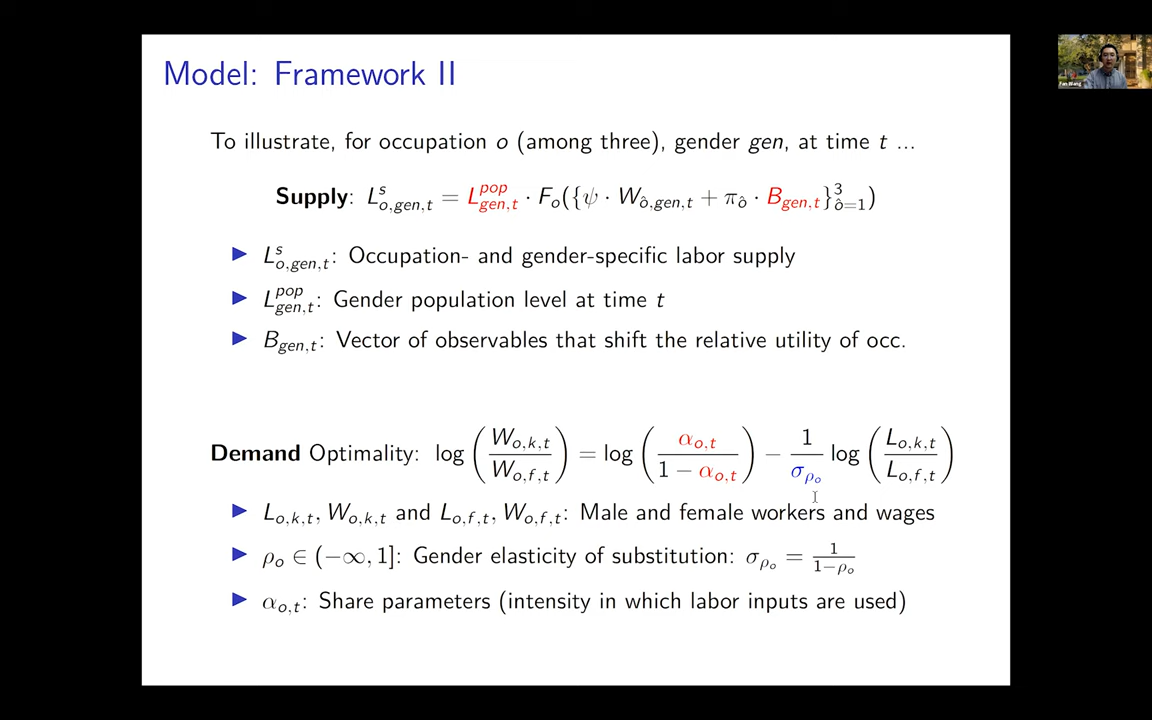 Model: Framework II
To illustrate, for occupation o (among three), gender gen, at time t ...
Supply: L^s_{o,gen,t} = L^{pop}_{gen,t} · F_o({ψ · W_{ô,gen,t} + π_ô · B_{gen,t}}^3_{ô=1})
▶ L^s_{o,gen,t}: Occupation- and gender-specific labor supply
▶ L^{pop}_{gen,t}: Gender population level at time t
▶ B_{gen,t}: Vector of observables that shift the relative utility of occ.
Demand Optimality: log(W_{o,k,t}/W_{o,f,t}) = log(α_{o,t}/(1 − α_{o,t})) − 1/σ_{ρ_o} log(L_{o,k,t}/L_{o,f,t})
▶ L_{o,k,t}, W_{o,k,t} and L_{o,f,t}, W_{o,f,t}: Male and female workers and wages
▶ ρ_o ∈ (−∞, 1]: Gender elasticity of substitution: σ_{ρ_o} = 1/(1−ρ_o)
▶ α_{o,t}: Share parameters (intensity in which labor inputs are used)
Fan Wang